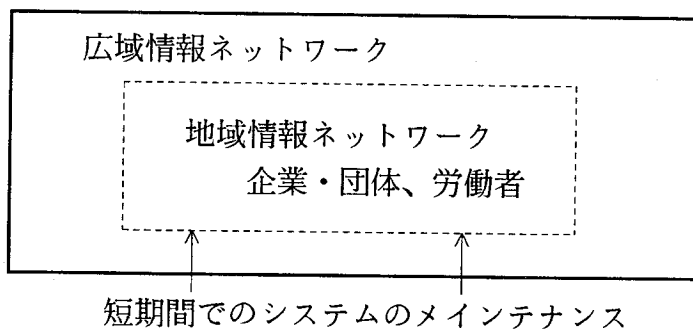 広域情報ネットワーク
地域情報ネットワーク
企業・団体、労働者
短期間でのシステムのメインテナンス